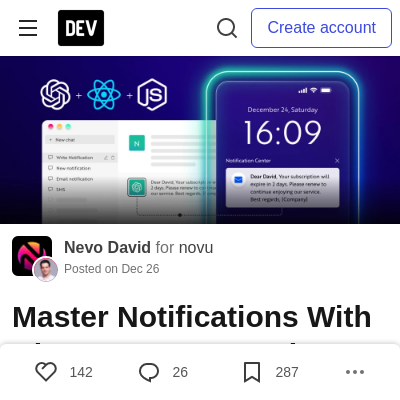 DEV
Create account
+ + JS
December 24, Saturday
16:09
New chat
Write Notification
New notification
Email notification
SMS
N
Notification Center
Dear David, Your subscription will
expire in 2 days. Please renew to
continue enjoying our service.
Best regards, [Company]
Nevo David for novu
Posted on Dec 26
Master Notifications With
142
26
287